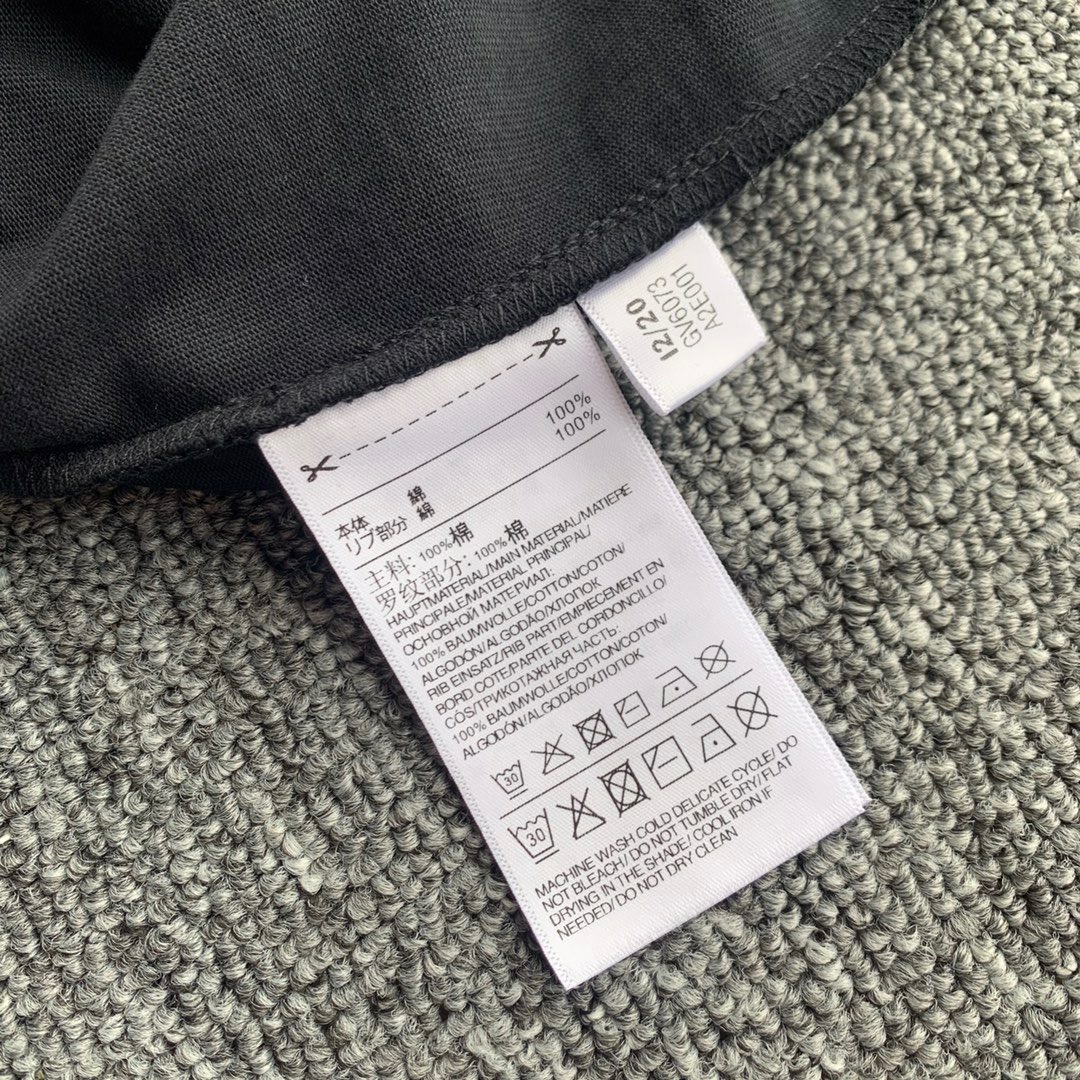 12/20
GV6073
A2E001
100%
100%
本体 綿
リブ部分 綿
主料: 100%棉
罗纹部分: 100%棉
HAUPTMATERIAL/MAIN MATERIAL/MATIERE
PRINCIPALE/MATERIAL PRINCIPAL/
ОСНОВНОЙ МАТЕРИАЛ:
100% BAUMWOLLE/COTTON/COTON/
ALGODÓN/ALGODÃO/ХЛОПОК
RIB EINSATZ/RIB PART/EMPIECEMENT EN
BORD COTE/PARTE DEL CORDONCILLO/
CÓS/ТРИКОТАЖНАЯ ЧАСТЬ:
100% BAUMWOLLE/COTTON/COTON/
ALGODÓN/ALGODÃO/ХЛОПОК
30
30
MACHINE WASH COLD DELICATE CYCLE/ DO
NOT BLEACH/ DO NOT TUMBLE DRY/ FLAT
DRYING IN THE SHADE/ COOL IRON IF
NEEDED/ DO NOT DRY CLEAN